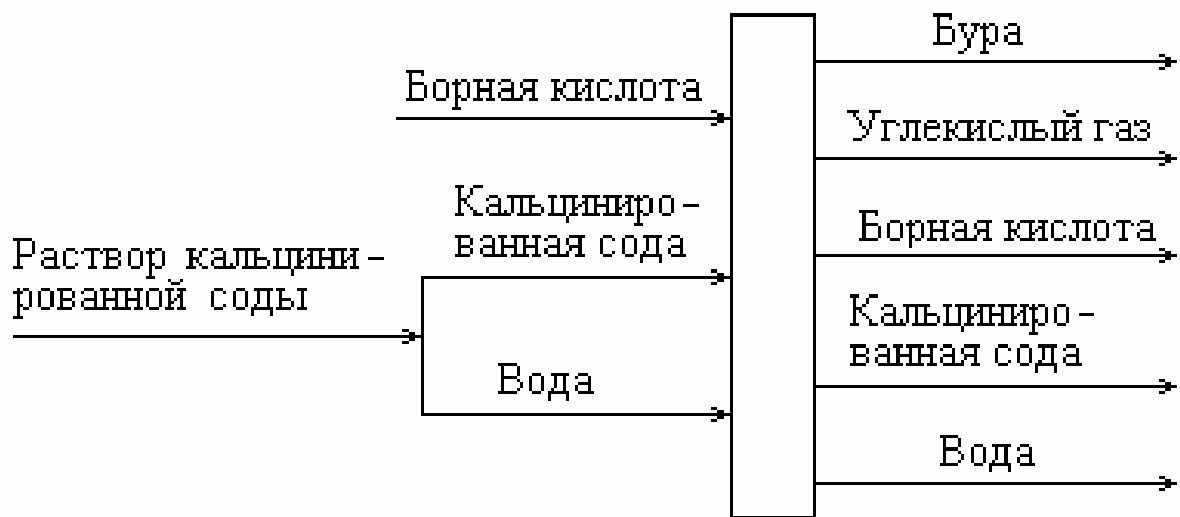 Бура
Борная кислота
Углекислый газ
Кальциниро-
ванная сода
Борная кислота
Раствор кальцини-
рованной соды
Кальциниро-
ванная сода
Вода
Вода